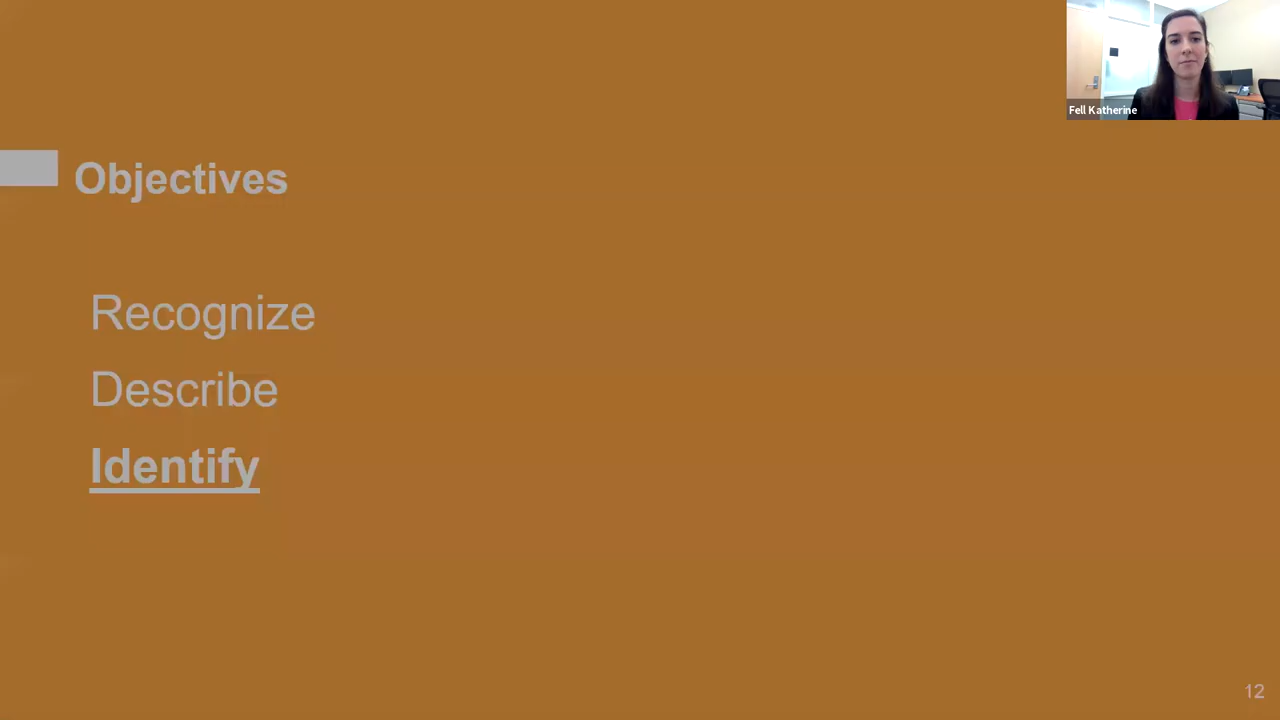 Fell Katherine
Objectives
Recognize
Describe
Identify
12